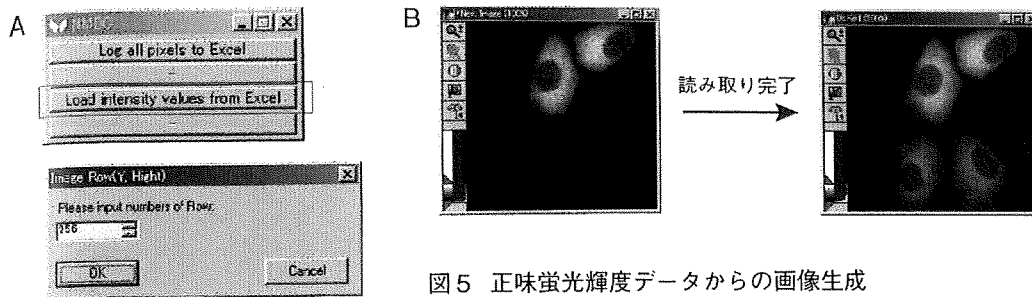 A
Log all pixels to Excel
-
Load intensity values from Excel
-
Image Row(Y, Hight)
Please input numbers of Row:
256
OK
Cancel
B
読み取り完了
図5 正味蛍光輝度データからの画像生成